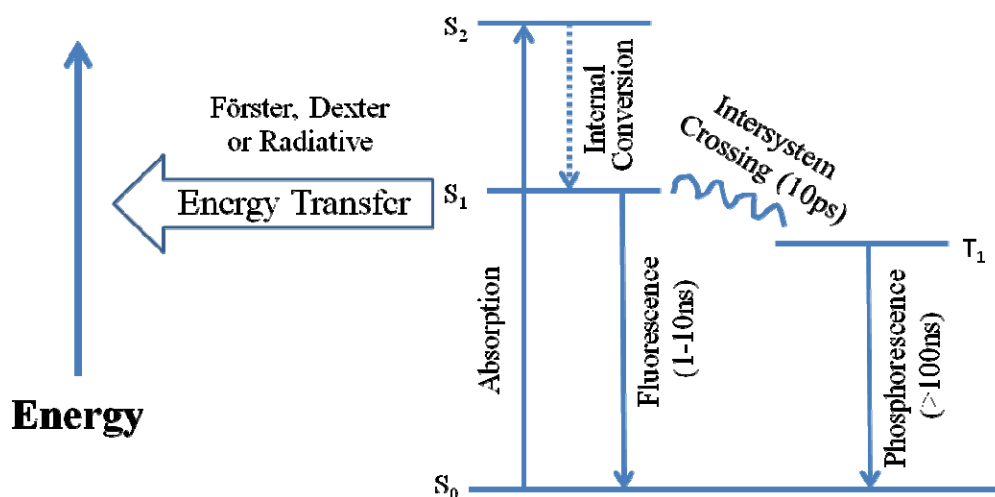 S2
Internal
Conversion
Förster, Dexter
or Radiative
Energy Transfer
S1
Intersystem
Crossing (10ps)
T1
Absorption
Fluorescence
(1-10ns)
Phosphorescence
(>100ns)
Energy
S0